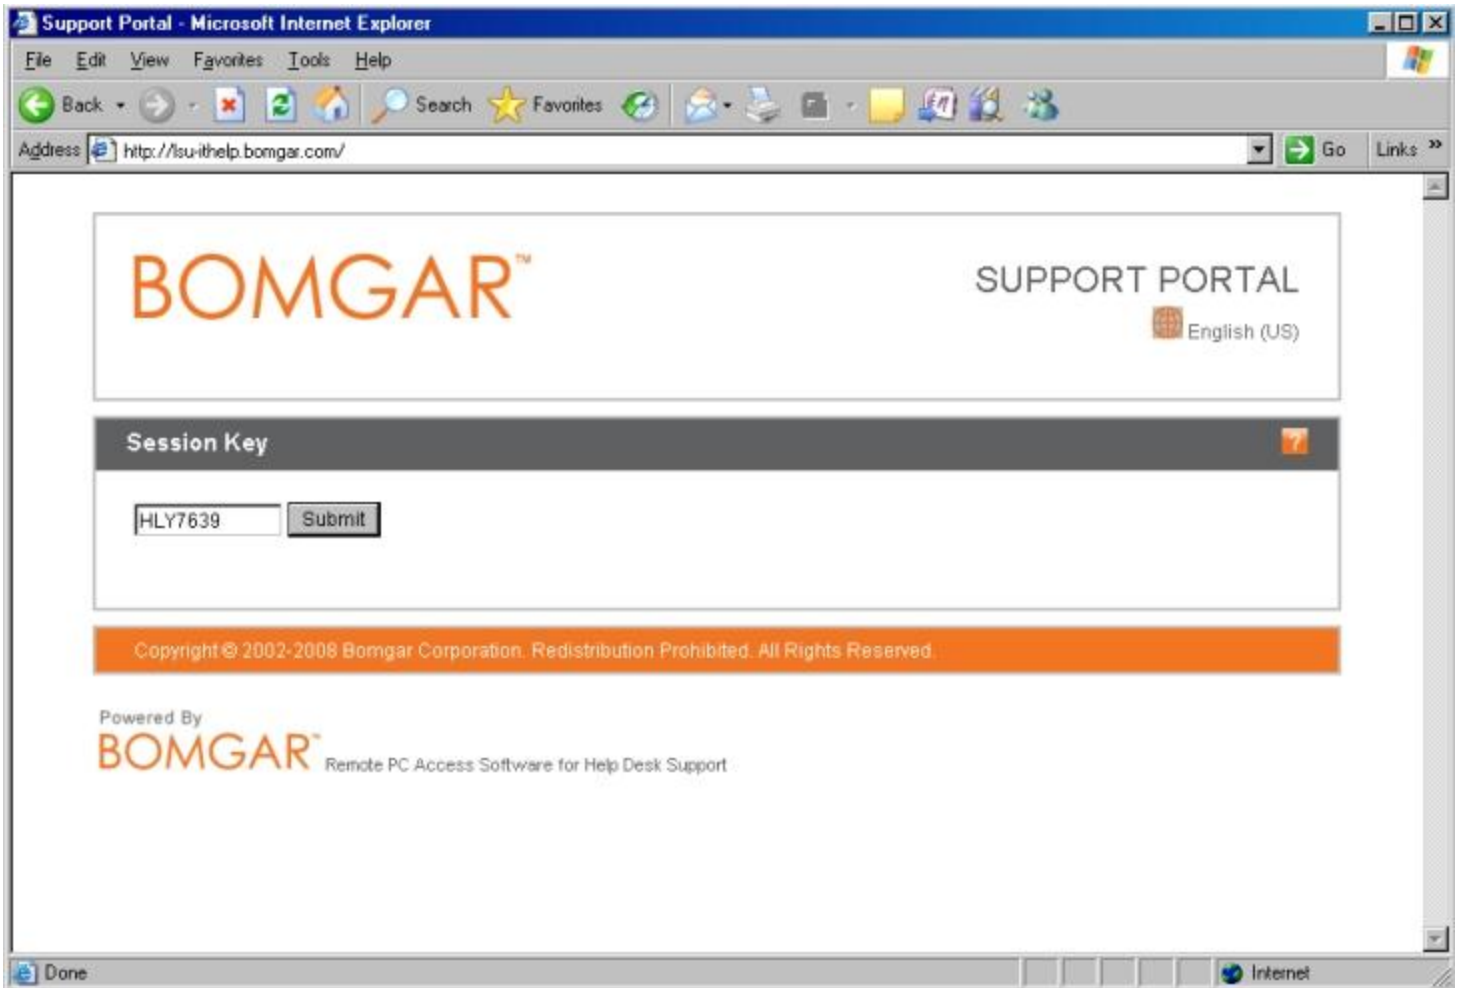 Support Portal - Microsoft Internet Explorer
File Edit View Favorites Tools Help
Back Search Favorites
Address http://lsu-ithelp.bomgar.com/ Go Links »
BOMGAR™
SUPPORT PORTAL
English (US)
Session Key ?
HLY7639 Submit
Copyright © 2002-2008 Bomgar Corporation. Redistribution Prohibited. All Rights Reserved.
Powered By
BOMGAR™ Remote PC Access Software for Help Desk Support
Done Internet